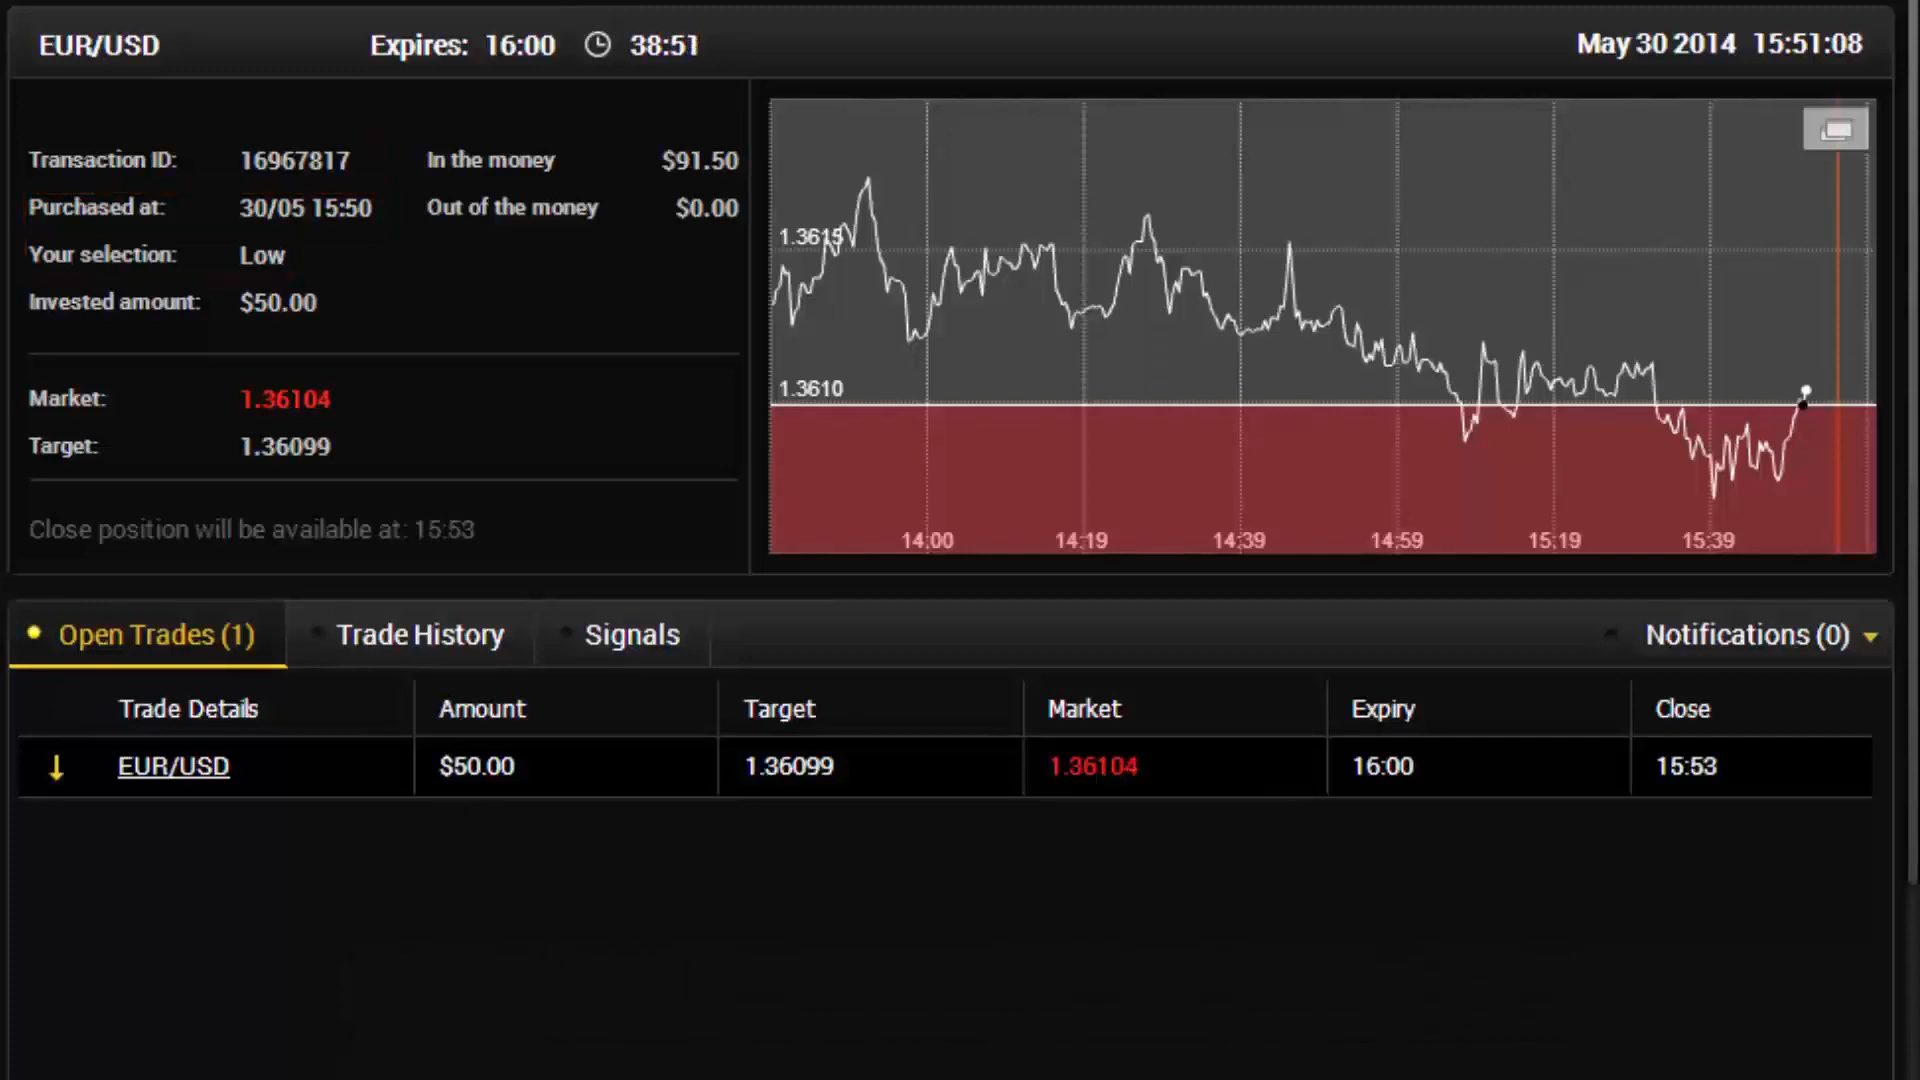 EUR/USD Expires: 16:00 38:51 May 30 2014 15:51:08
Transaction ID: 16967817 In the money $91.50
Purchased at: 30/05 15:50 Out of the money $0.00
Your selection: Low
Invested amount: $50.00
Market: 1.36104
Target: 1.36099
Close position will be available at: 15:53
1.3615
1.3610
14:00 14:19 14:39 14:59 15:19 15:39
Open Trades (1) Trade History Signals Notifications (0)
Trade Details Amount Target Market Expiry Close
EUR/USD $50.00 1.36099 1.36104 16:00 15:53